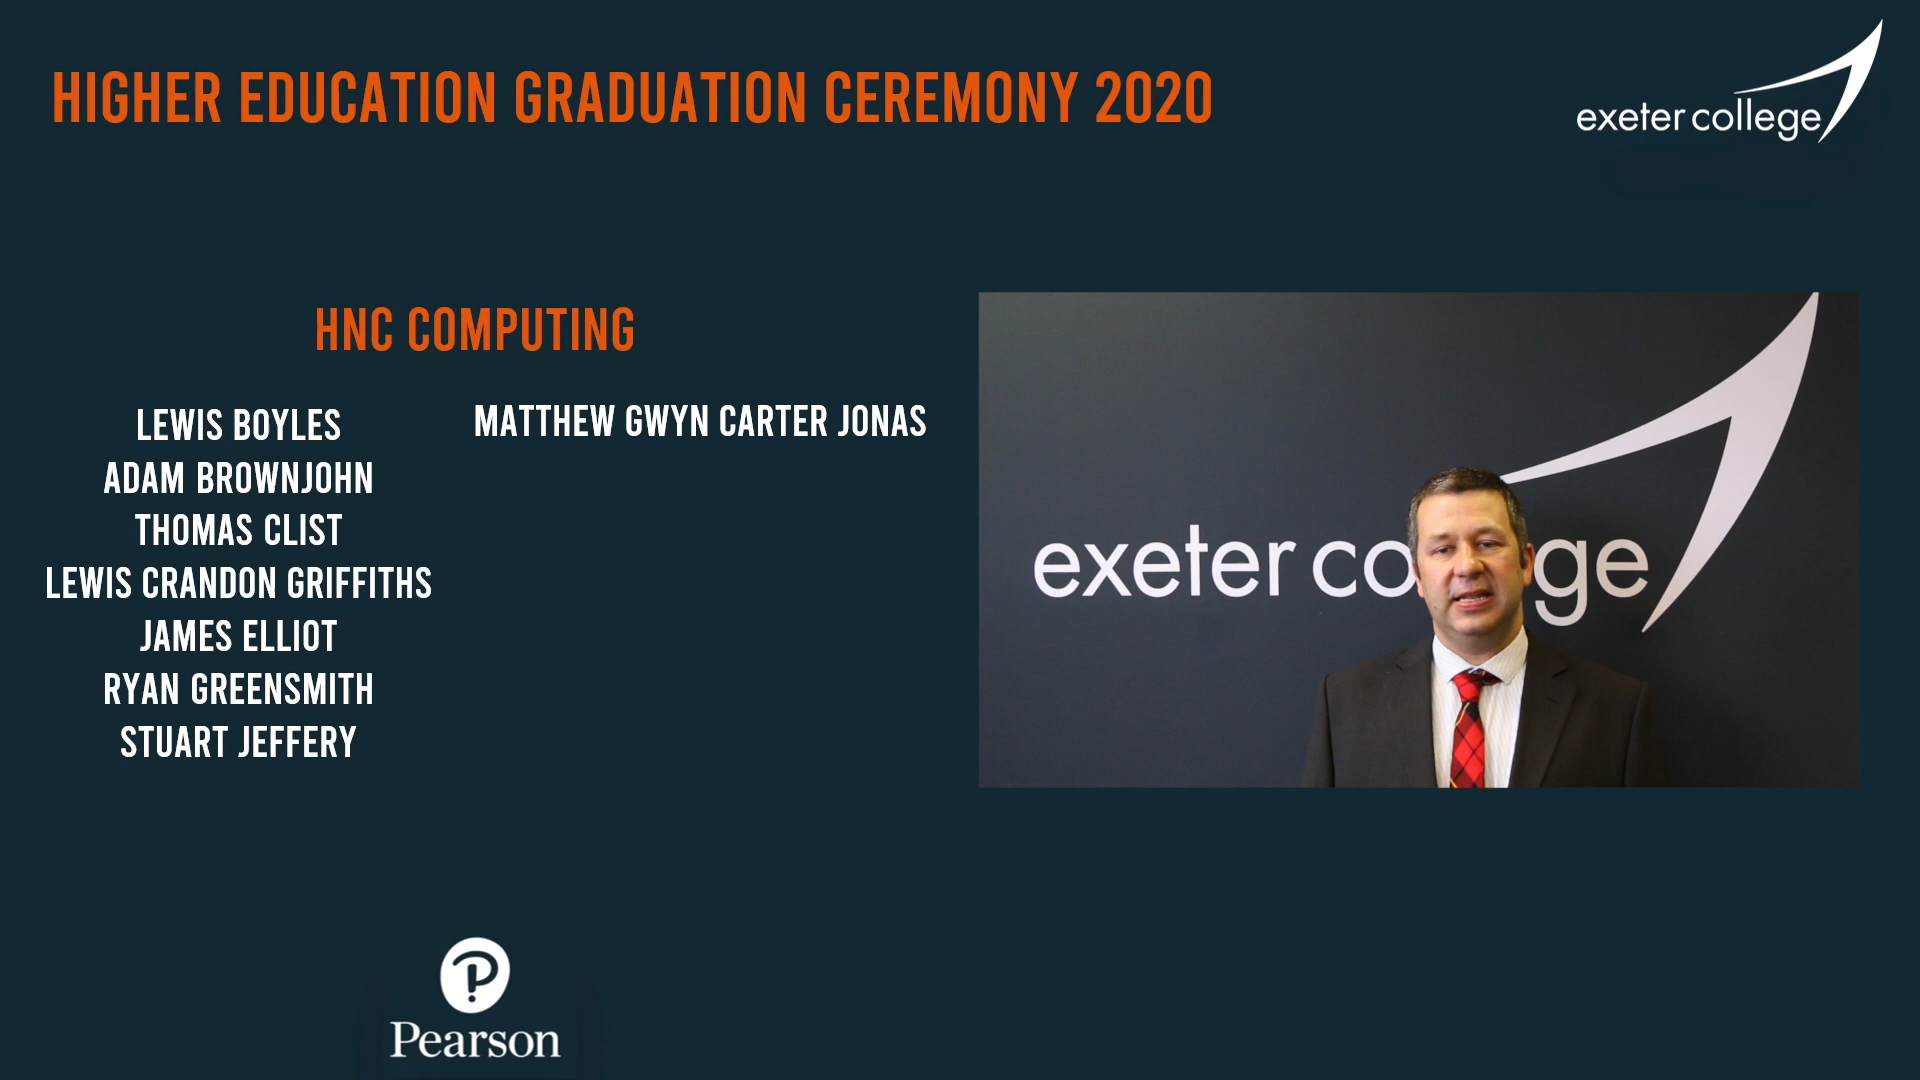 HIGHER EDUCATION GRADUATION CEREMONY 2020
exeter college
HNC COMPUTING
LEWIS BOYLES
ADAM BROWNJOHN
THOMAS CLIST
LEWIS CRANDON GRIFFITHS
JAMES ELLIOT
RYAN GREENSMITH
STUART JEFFERY
MATTHEW GWYN CARTER JONAS
exeter co ge
Pearson